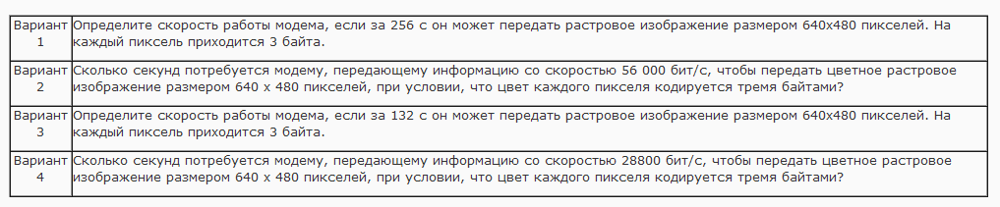 Вариант 1
Определите скорость работы модема, если за 256 с он может передать растровое изображение размером 640х480 пикселей. На
каждый пиксель приходится 3 байта.
Вариант 2
Сколько секунд потребуется модему, передающему информацию со скоростью 56 000 бит/с, чтобы передать цветное растровое
изображение размером 640 х 480 пикселей, при условии, что цвет каждого пикселя кодируется тремя байтами?
Вариант 3
Определите скорость работы модема, если за 132 с он может передать растровое изображение размером 640х480 пикселей. На
каждый пиксель приходится 3 байта.
Вариант 4
Сколько секунд потребуется модему, передающему информацию со скоростью 28800 бит/с, чтобы передать цветное растровое
изображение размером 640 х 480 пикселей, при условии, что цвет каждого пикселя кодируется тремя байтами?